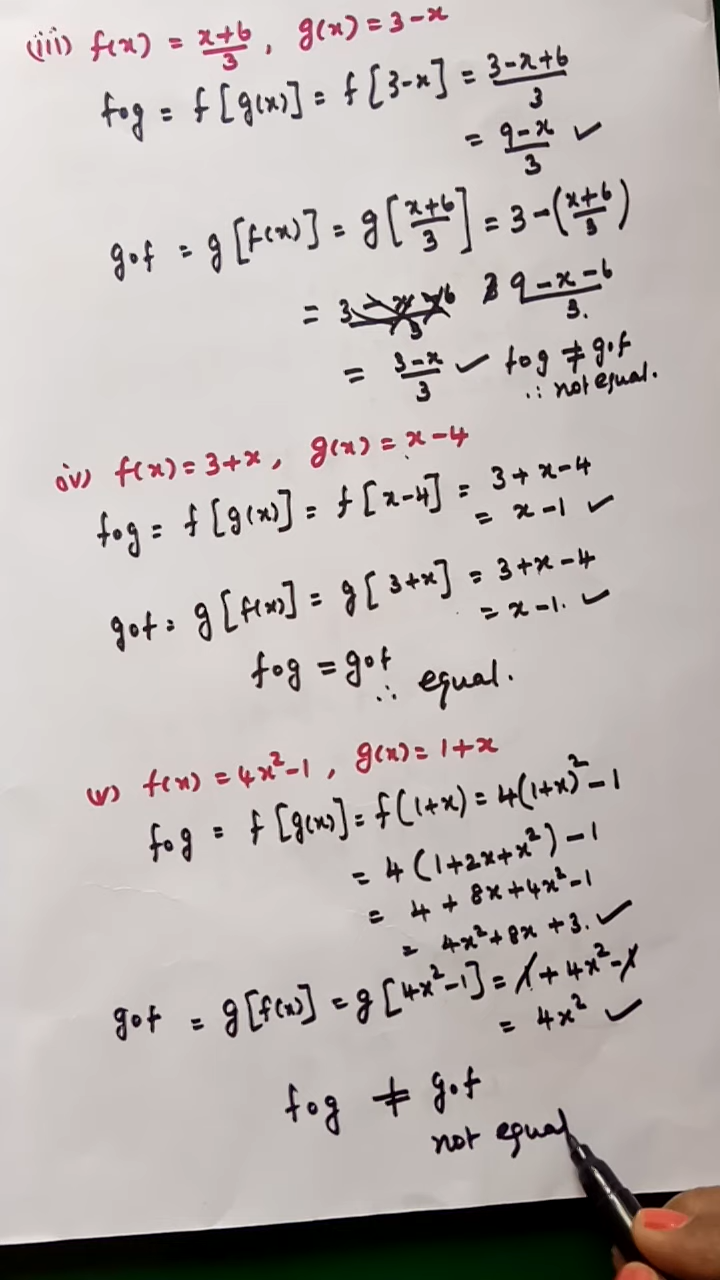 (iii) f(x) = x+6/3, g(x) = 3-x
fog = f[g(x)] = f[3-x] = 3-x+6/3
= 9-x/3 ✓
gof = g[f(x)] = g[x+6/3] = 3-(x+6/3)
= 9-x-6/3.
= 3-x/3 ✓ fog ≠ gof
∴ not equal.
iv) f(x) = 3+x, g(x) = x-4
fog = f[g(x)] = f[x-4] = 3+x-4
= x-1 ✓
gof = g[f(x)] = g[3+x] = 3+x-4
= x-1. ✓
fog = gof
∴ equal.
v) f(x) = 4x²-1, g(x) = 1+x
fog = f[g(x)] = f(1+x) = 4(1+x)²-1
= 4(1+2x+x²)-1
= 4+8x+4x²-1
= 4x²+8x+3. ✓
gof = g[f(x)] = g[4x²-1] = 1+4x²-1
= 4x² ✓
fog ≠ gof
not equal